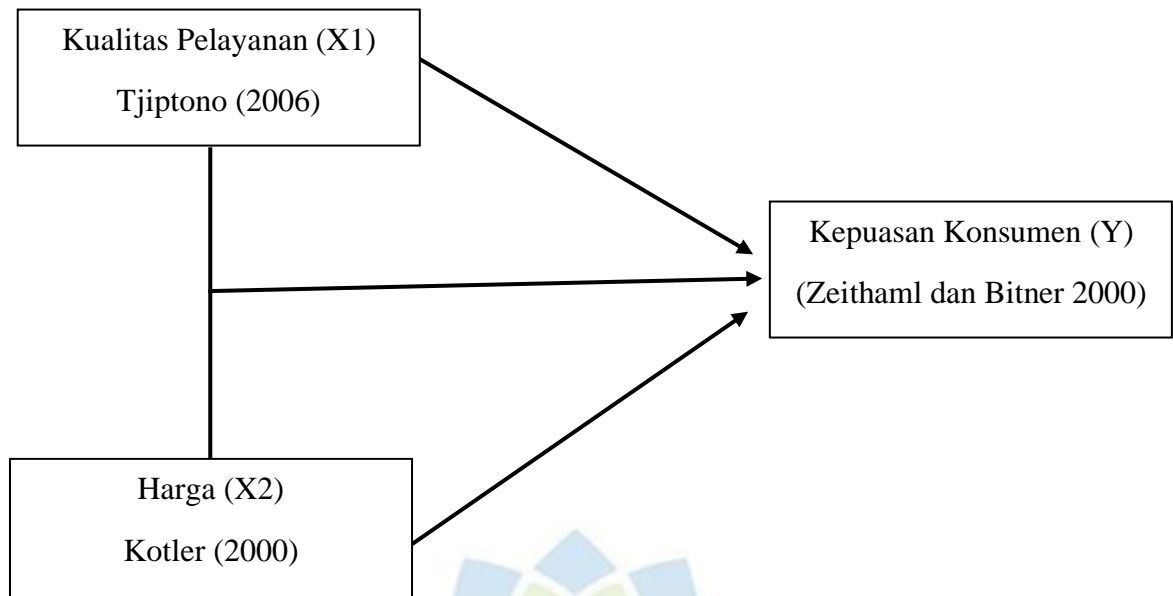 Kualitas Pelayanan (X1)
Tjiptono (2006)
Kepuasan Konsumen (Y)
(Zeithaml dan Bitner 2000)
Harga (X2)
Kotler (2000)